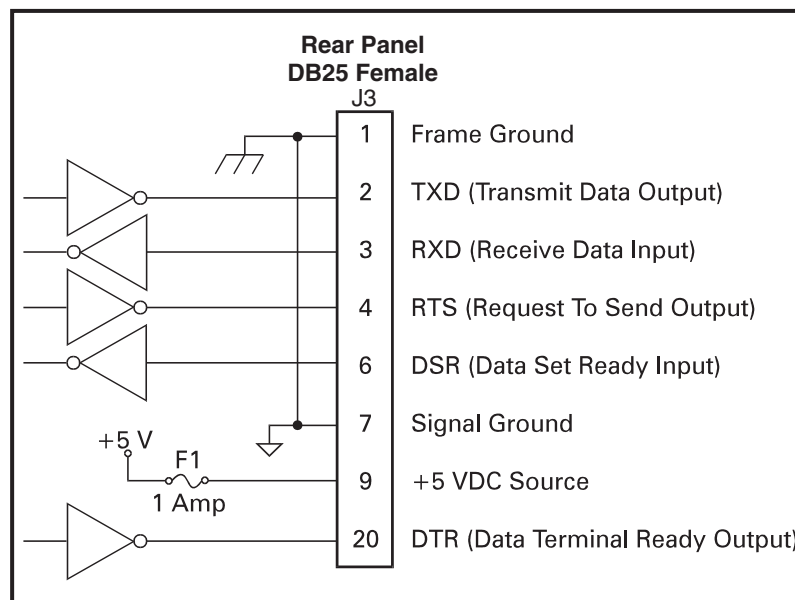 Rear Panel
DB25 Female
J3
1 Frame Ground
2 TXD (Transmit Data Output)
3 RXD (Receive Data Input)
4 RTS (Request To Send Output)
6 DSR (Data Set Ready Input)
7 Signal Ground
+5 V
F1
1 Amp
9 +5 VDC Source
20 DTR (Data Terminal Ready Output)